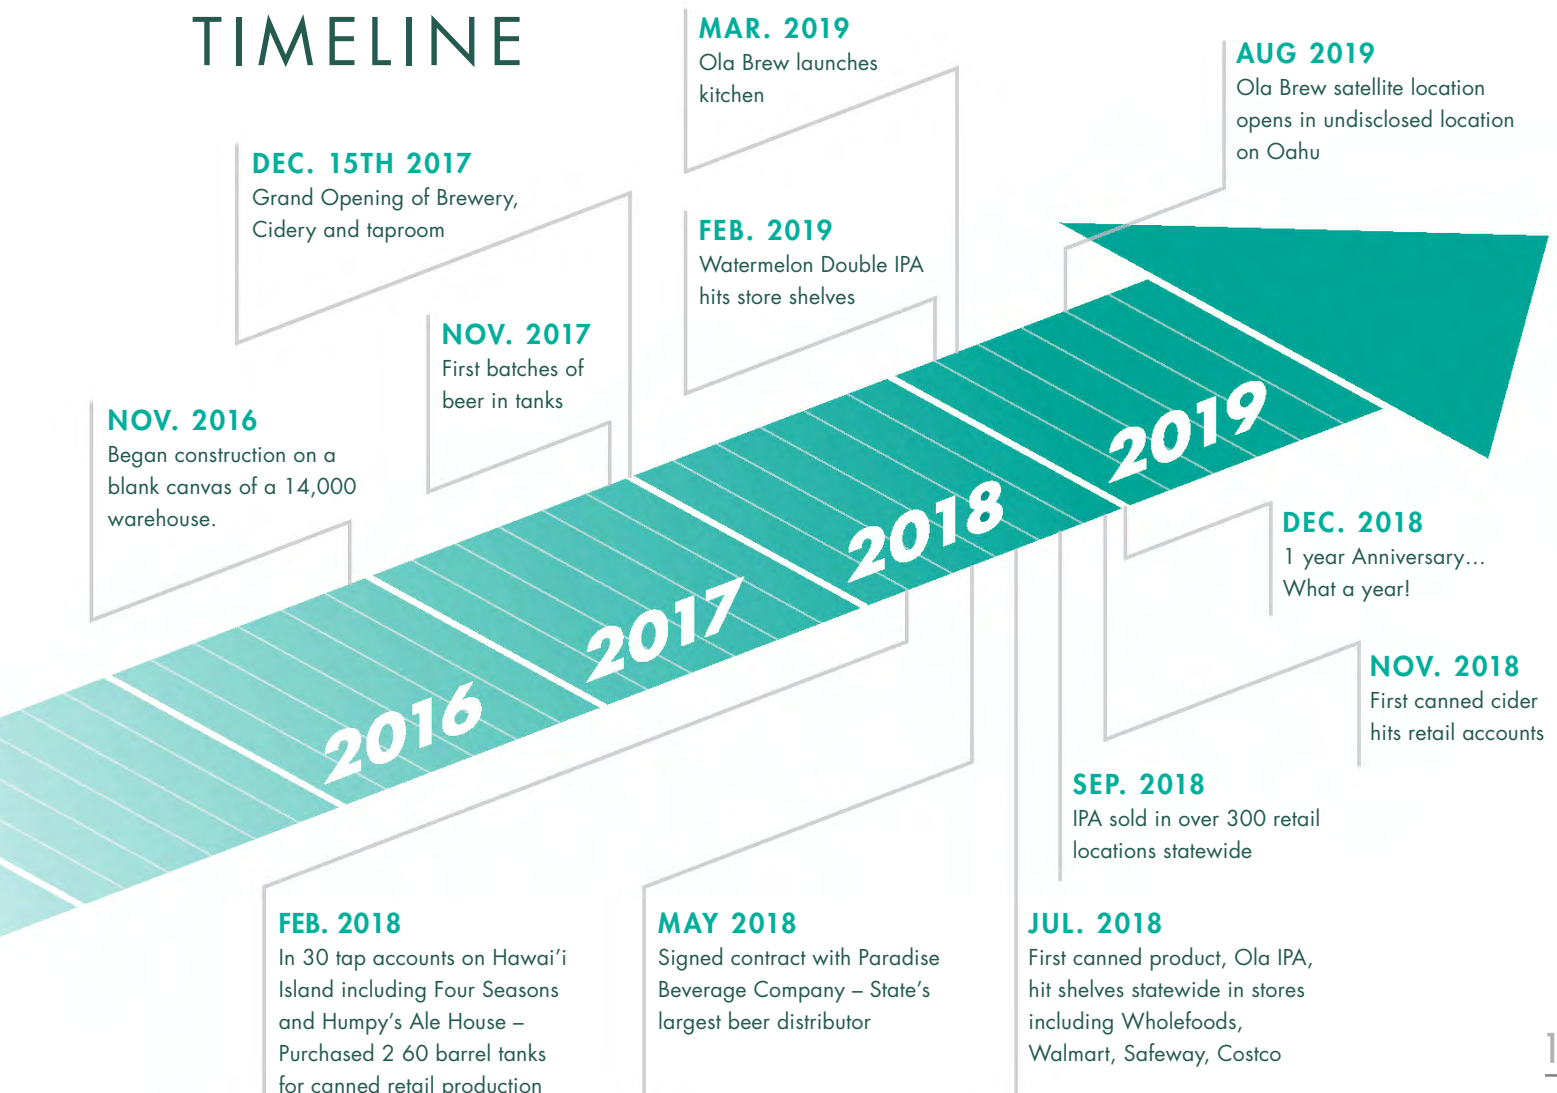 TIMELINE
MAR. 2019
Ola Brew launches
kitchen
AUG 2019
Ola Brew satellite location
opens in undisclosed location
on Oahu
DEC. 15TH 2017
Grand Opening of Brewery,
Cidery and taproom
FEB. 2019
Watermelon Double IPA
hits store shelves
NOV. 2017
First batches of
beer in tanks
NOV. 2016
Began construction on a
blank canvas of a 14,000
warehouse.
2019
2018
2017
2016
DEC. 2018
1 year Anniversary...
What a year!
NOV. 2018
First canned cider
hits retail accounts
SEP. 2018
IPA sold in over 300 retail
locations statewide
FEB. 2018
In 30 tap accounts on Hawai’i
Island including Four Seasons
and Humpy’s Ale House –
Purchased 2 60 barrel tanks
for canned retail production
MAY 2018
Signed contract with Paradise
Beverage Company – State’s
largest beer distributor
JUL. 2018
First canned product, Ola IPA,
hit shelves statewide in stores
including Wholefoods,
Walmart, Safeway, Costco